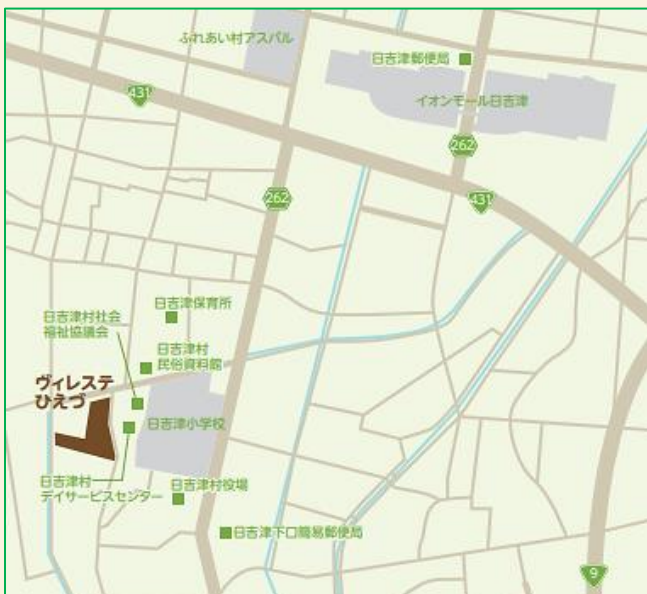 ふれあい村アスパル
日吉津郵便局
431
イオンモール日吉津
262
262
431
日吉津保育所
日吉津村社会
福祉協議会
日吉津村
民俗資料館
ヴィレステ
ひえづ
日吉津小学校
日吉津村
デイサービスセンター
日吉津村役場
日吉津下口簡易郵便局
9